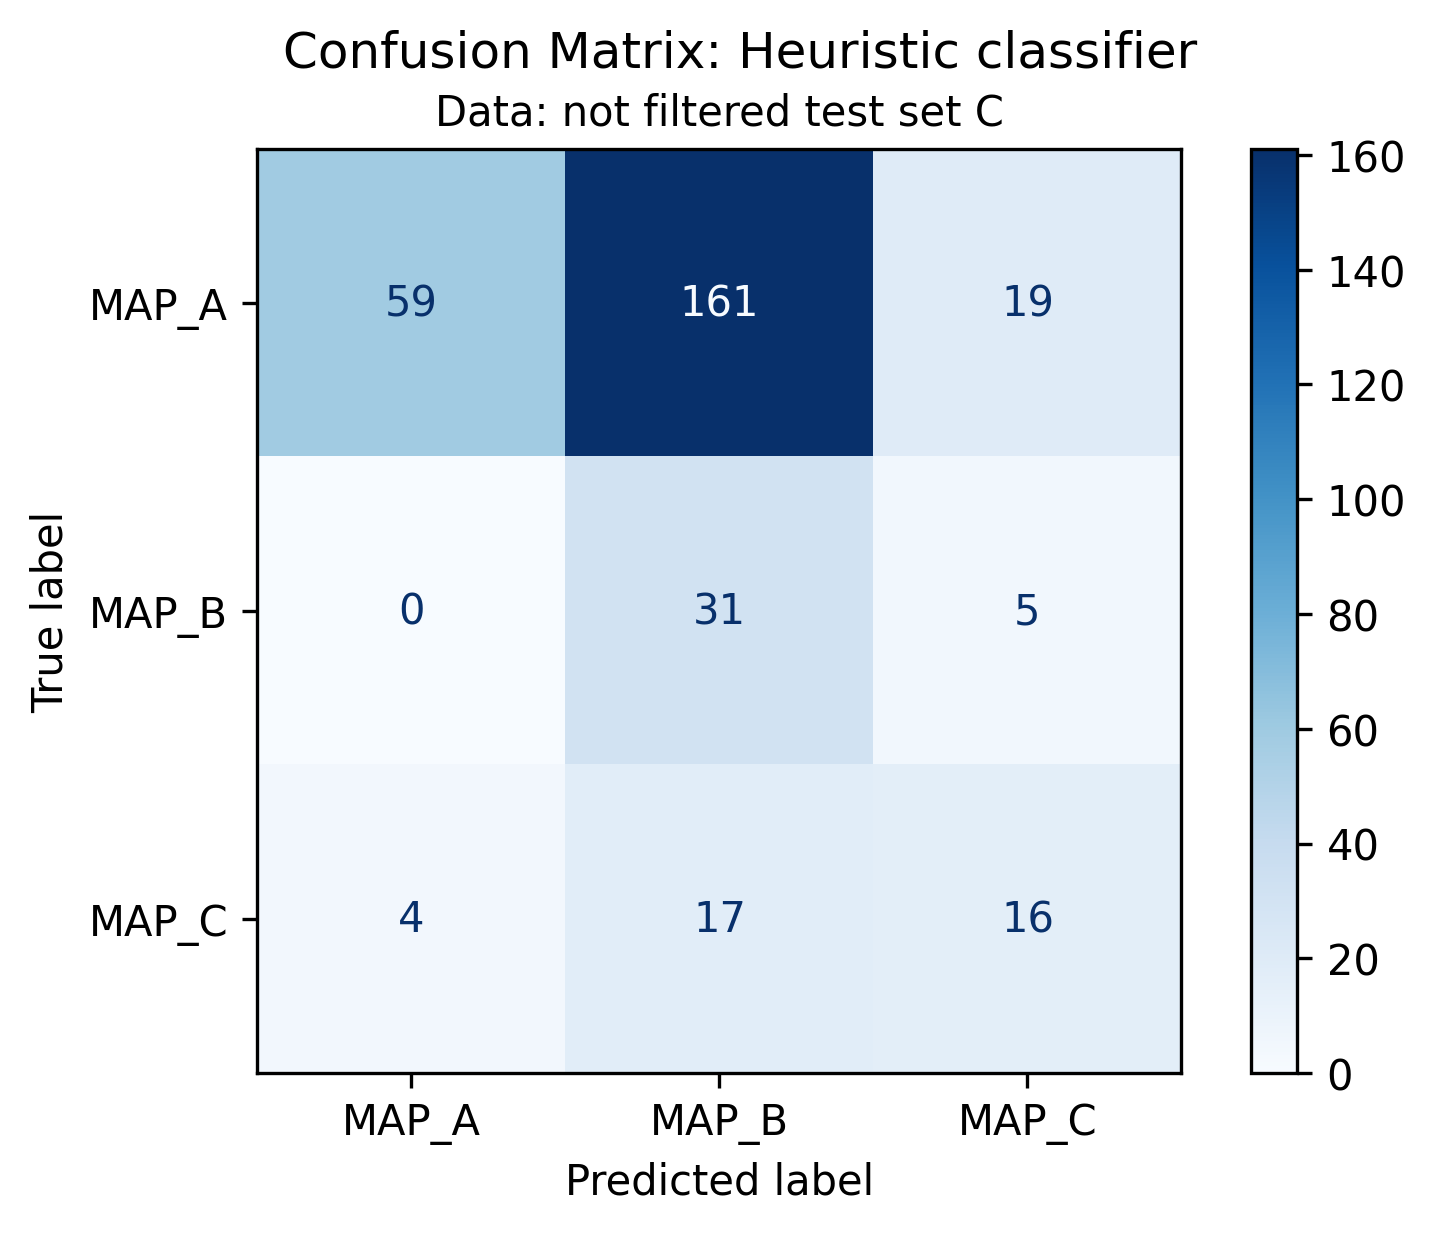 Confusion Matrix: Heuristic classifier
Data: not filtered test set C
160
140
120
100
80
60
40
20
0
True label
MAP_A
59 161 19
MAP_B
0 31 5
MAP_C
4 17 16
MAP_A MAP_B MAP_C
Predicted label